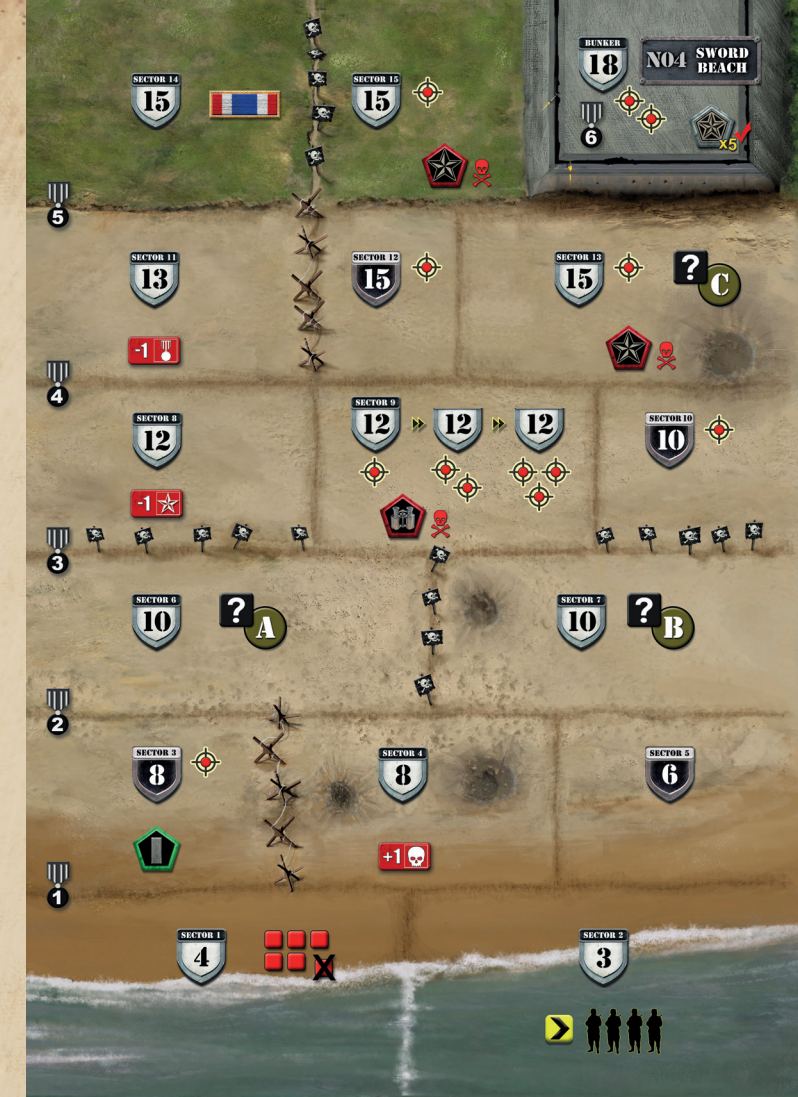 BUNKER
18
NO4 SWORD
BEACH
SECTOR 14
15
SECTOR 15
15
6
x5
5
SECTOR 11
13
SECTOR 12
15
SECTOR 13
15
?
C
-1
4
SECTOR 8
12
SECTOR 9
12
12
12
SECTOR 10
10
-1
3
SECTOR 6
10
?
A
SECTOR 7
10
?
B
2
SECTOR 3
8
SECTOR 4
8
SECTOR 5
6
+1
1
SECTOR 1
4
X
SECTOR 2
3